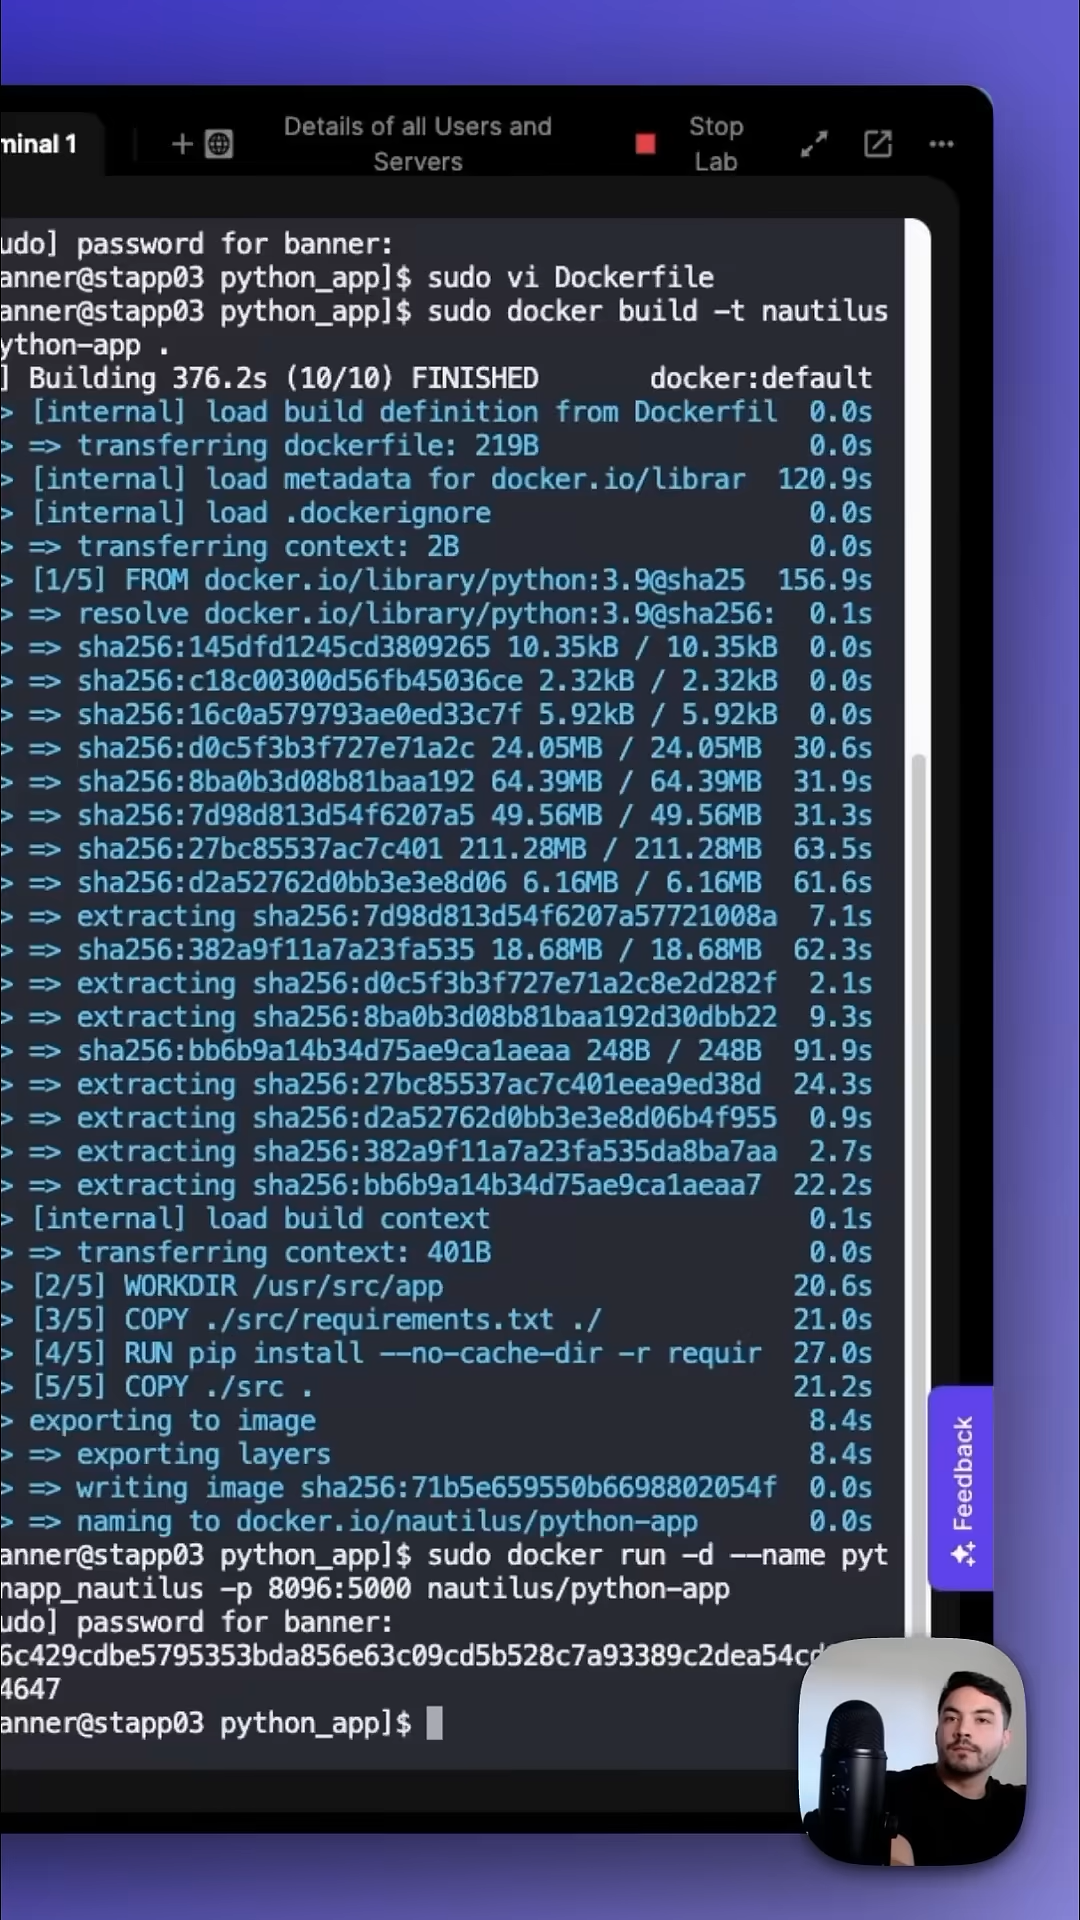 minal 1
Details of all Users and
Servers
Stop
Lab
udo] password for banner:
anner@stapp03 python_app]$ sudo vi Dockerfile
anner@stapp03 python_app]$ sudo docker build -t nautilus
ython-app .
] Building 376.2s (10/10) FINISHED docker:default
> [internal] load build definition from Dockerfil 0.0s
> => transferring dockerfile: 219B 0.0s
> [internal] load metadata for docker.io/librar 120.9s
> [internal] load .dockerignore 0.0s
> => transferring context: 2B 0.0s
> [1/5] FROM docker.io/library/python:3.9@sha25 156.9s
> => resolve docker.io/library/python:3.9@sha256: 0.1s
> => sha256:145dfd1245cd3809265 10.35kB / 10.35kB 0.0s
> => sha256:c18c00300d56fb45036ce 2.32kB / 2.32kB 0.0s
> => sha256:16c0a579793ae0ed33c7f 5.92kB / 5.92kB 0.0s
> => sha256:d0c5f3b3f727e71a2c 24.05MB / 24.05MB 30.6s
> => sha256:8ba0b3d08b81baa192 64.39MB / 64.39MB 31.9s
> => sha256:7d98d813d54f6207a5 49.56MB / 49.56MB 31.3s
> => sha256:27bc85537ac7c401 211.28MB / 211.28MB 63.5s
> => sha256:d2a52762d0bb3e3e8d06 6.16MB / 6.16MB 61.6s
> => extracting sha256:7d98d813d54f6207a57721008a 7.1s
> => sha256:382a9f11a7a23fa535 18.68MB / 18.68MB 62.3s
> => extracting sha256:d0c5f3b3f727e71a2c8e2d282f 2.1s
> => extracting sha256:8ba0b3d08b81baa192d30dbb22 9.3s
> => sha256:bb6b9a14b34d75ae9ca1aeaa 248B / 248B 91.9s
> => extracting sha256:27bc85537ac7c401eea9ed38d 24.3s
> => extracting sha256:d2a52762d0bb3e3e8d06b4f955 0.9s
> => extracting sha256:382a9f11a7a23fa535da8ba7aa 2.7s
> => extracting sha256:bb6b9a14b34d75ae9ca1aeaa7 22.2s
> [internal] load build context 0.1s
> => transferring context: 401B 0.0s
> [2/5] WORKDIR /usr/src/app 20.6s
> [3/5] COPY ./src/requirements.txt ./ 21.0s
> [4/5] RUN pip install --no-cache-dir -r requir 27.0s
> [5/5] COPY ./src . 21.2s
> exporting to image 8.4s
> => exporting layers 8.4s
> => writing image sha256:71b5e659550b6698802054f 0.0s
> => naming to docker.io/nautilus/python-app 0.0s
anner@stapp03 python_app]$ sudo docker run -d --name pyt
napp_nautilus -p 8096:5000 nautilus/python-app
udo] password for banner:
6c429cdbe5795353bda856e63c09cd5b528c7a93389c2dea54c
4647
anner@stapp03 python_app]$
Feedback